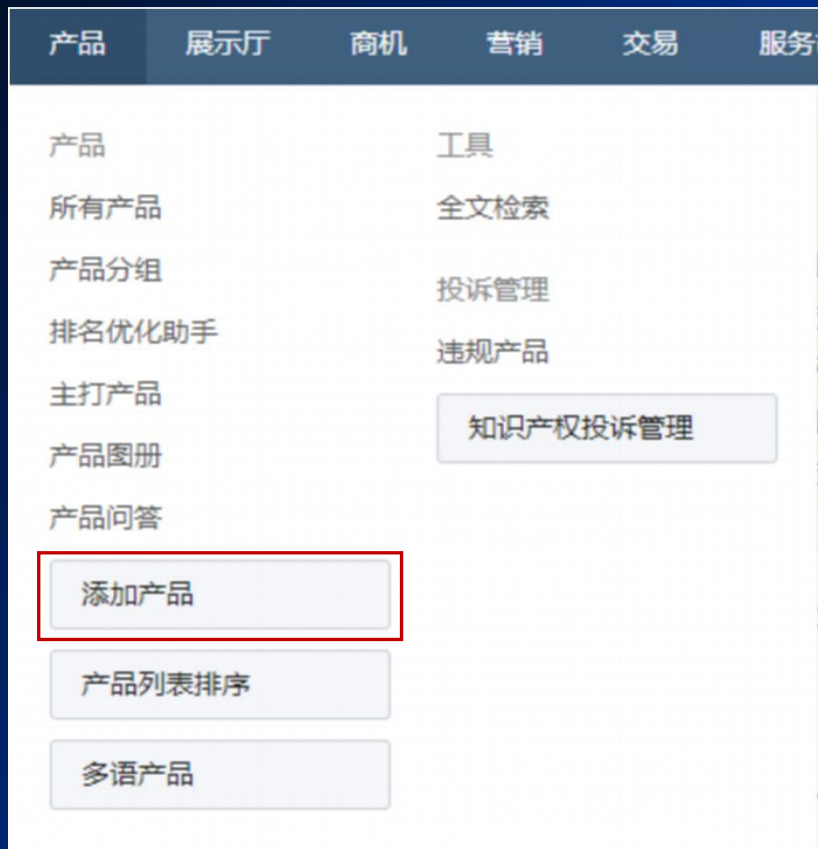 产品 展示厅 商机 营销 交易 服务
产品
所有产品
产品分组
排名优化助手
主打产品
产品图册
产品问答
添加产品
产品列表排序
多语产品
工具
全文检索
投诉管理
违规产品
知识产权投诉管理